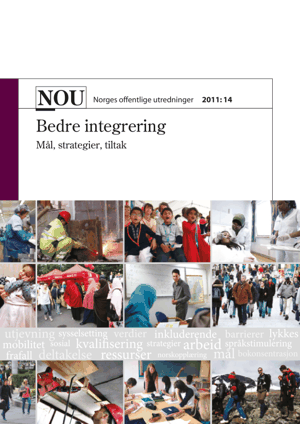 NOU
Norges offentlige utredninger 2011: 14
Bedre integrering
Mål, strategier, tiltak
utjevning sysselsetting verdier inkluderende barrierer lykkes
mobilitet sosial kvalifisering strategier arbeid språkstimulering
frafall deltakelse ressurser mål dokumentasjon